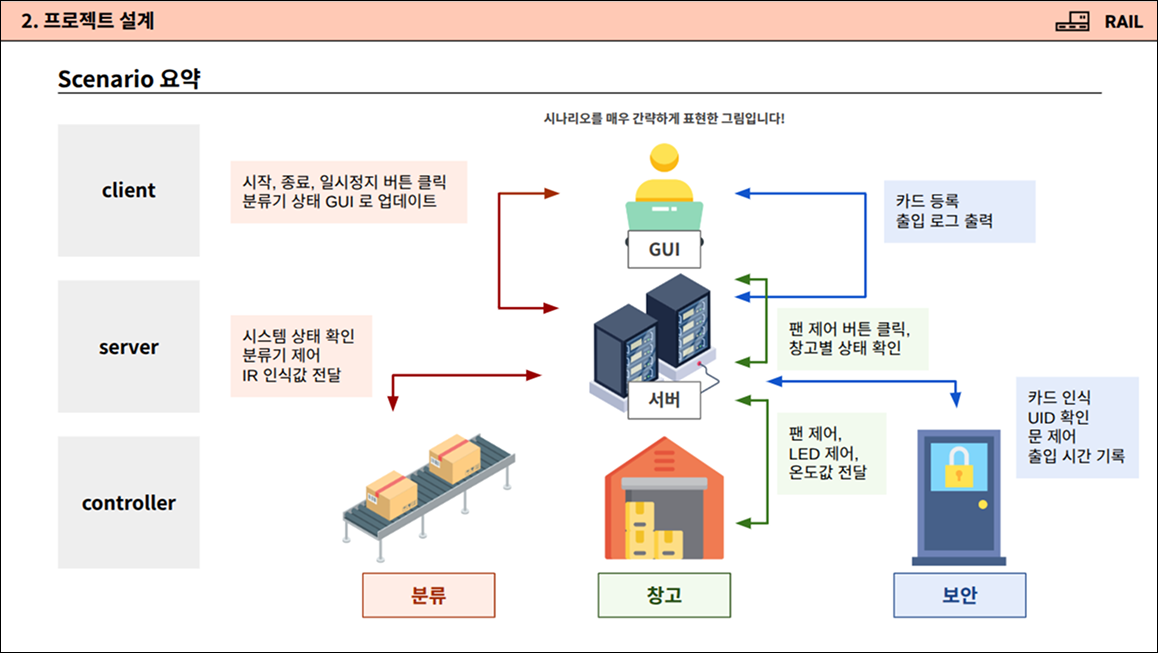 2. 프로젝트 설계
RAIL
Scenario 요약
시나리오를 매우 간략하게 표현한 그림입니다!
client
시작, 종료, 일시정지 버튼 클릭
분류기 상태 GUI 로 업데이트
GUI
카드 등록
출입 로그 출력
server
시스템 상태 확인
분류기 제어
IR 인식값 전달
서버
팬 제어 버튼 클릭,
창고별 상태 확인
controller
팬 제어,
LED 제어,
온도값 전달
카드 인식
UID 확인
문 제어
출입 시간 기록
분류
창고
보안